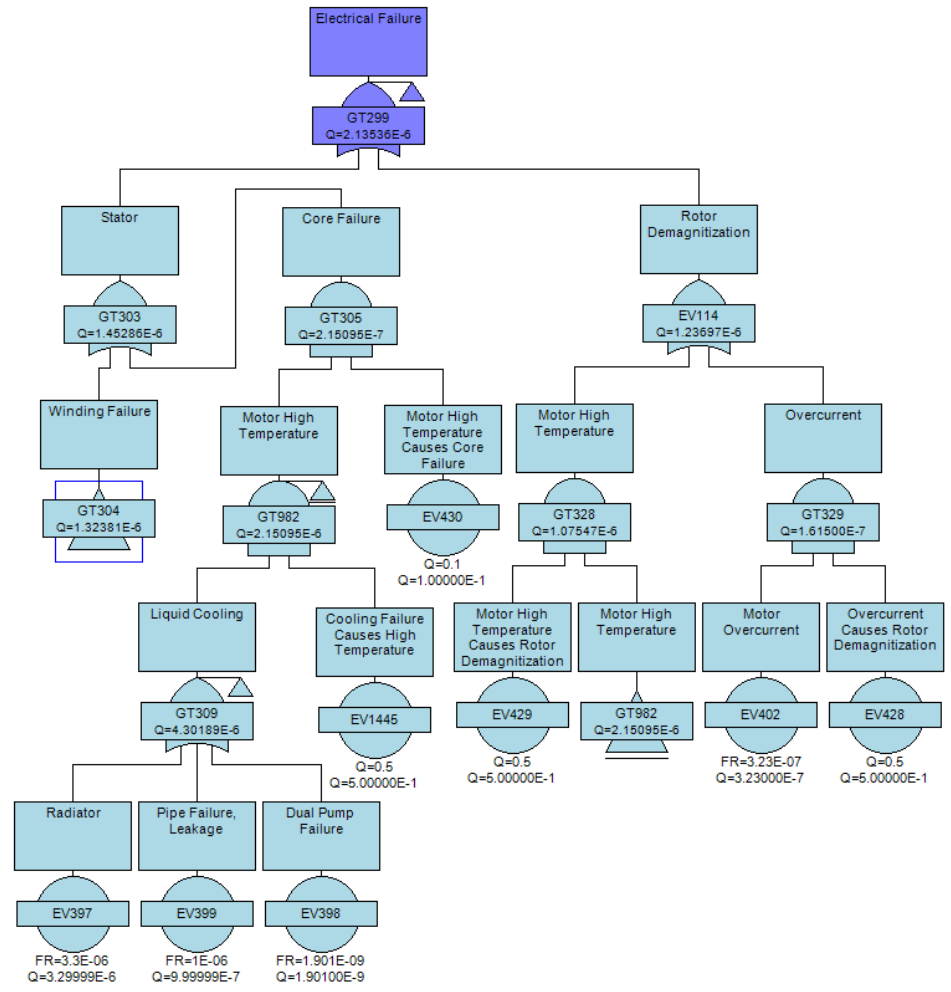 Electrical Failure
GT299
Q=2.13536E-6
Stator
GT303
Q=1.45286E-6
Core Failure
GT305
Q=2.15095E-7
Rotor
Demagnitization
EV114
Q=1.23697E-6
Winding Failure
GT304
Q=1.32381E-6
Motor High
Temperature
GT982
Q=2.15095E-6
Motor High
Temperature
Causes Core
Failure
EV430
Q=0.1
Q=1.00000E-1
Motor High
Temperature
GT328
Q=1.07547E-6
Overcurrent
GT329
Q=1.61500E-7
Liquid Cooling
GT309
Q=4.30189E-6
Cooling Failure
Causes High
Temperature
EV1445
Q=0.5
Q=5.00000E-1
Motor High
Temperature
Causes Rotor
Demagnitization
EV429
Q=0.5
Q=5.00000E-1
Motor High
Temperature
GT982
Q=2.15095E-6
Motor
Overcurrent
EV402
FR=3.23E-07
Q=3.23000E-7
Overcurrent
Causes Rotor
Demagnitization
EV428
Q=0.5
Q=5.00000E-1
Radiator
EV397
FR=3.3E-06
Q=3.29999E-6
Pipe Failure,
Leakage
EV399
FR=1E-06
Q=9.99999E-7
Dual Pump
Failure
EV398
FR=1.901E-09
Q=1.90100E-9